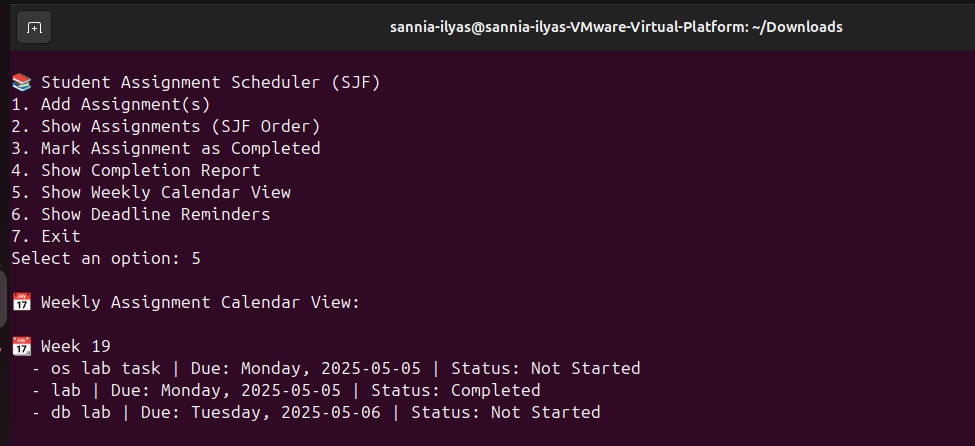 sannia-ilyas@sannia-ilyas-VMware-Virtual-Platform: ~/Downloads
📚 Student Assignment Scheduler (SJF)
1. Add Assignment(s)
2. Show Assignments (SJF Order)
3. Mark Assignment as Completed
4. Show Completion Report
5. Show Weekly Calendar View
6. Show Deadline Reminders
7. Exit
Select an option: 5
📅 Weekly Assignment Calendar View:
📆 Week 19
- os lab task | Due: Monday, 2025-05-05 | Status: Not Started
- lab | Due: Monday, 2025-05-05 | Status: Completed
- db lab | Due: Tuesday, 2025-05-06 | Status: Not Started